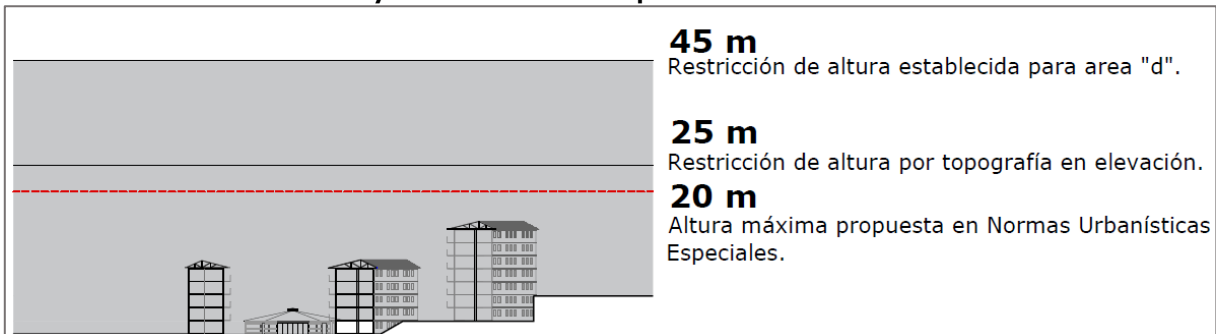 45 m
Restricción de altura establecida para area "d".
25 m
Restricción de altura por topografía en elevación.
20 m
Altura máxima propuesta en Normas Urbanísticas
Especiales.